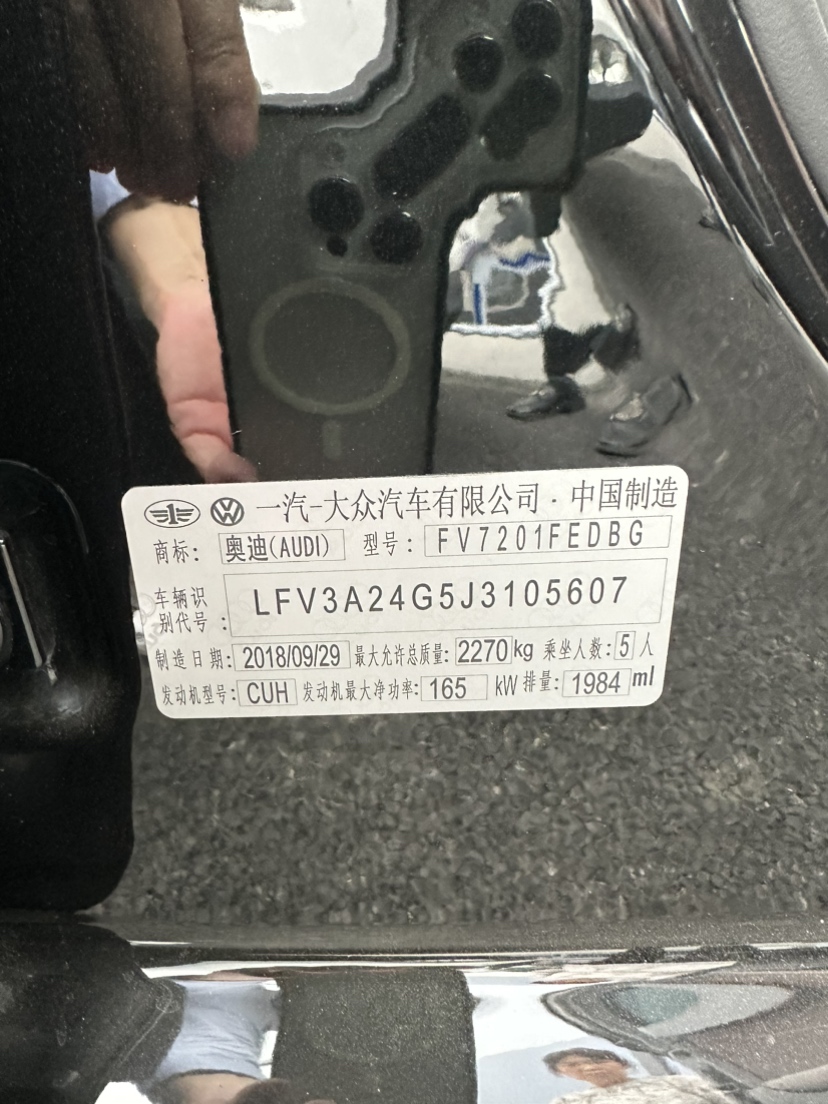 一汽-大众汽车有限公司·中国制造
商标: 奥迪(AUDI) 型号: FV7201FEDBG
车辆识别代号: LFV3A24G5J3105607
制造日期: 2018/09/29 最大允许总质量: 2270 kg 乘坐人数: 5 人
发动机型号: CUH 发动机最大净功率: 165 kW 排量: 1984 ml